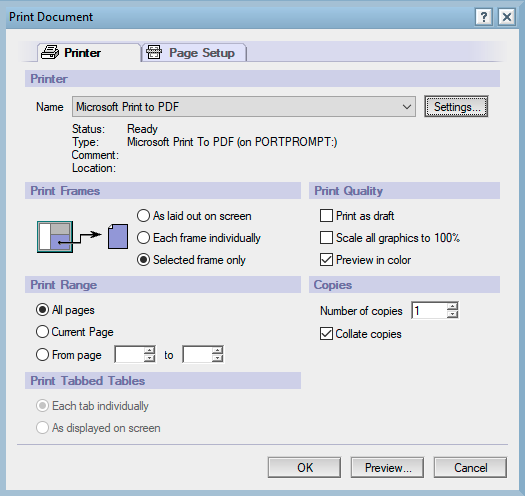 Print Document
Printer
Page Setup
Printer
Name Microsoft Print to PDF Settings...
Status: Ready
Type: Microsoft Print To PDF (on PORTPROMPT:)
Comment:
Location:
Print Frames
As laid out on screen
Each frame individually
Selected frame only
Print Quality
Print as draft
Scale all graphics to 100%
Preview in color
Print Range
All pages
Current Page
From page to
Copies
Number of copies 1
Collate copies
Print Tabbed Tables
Each tab individually
As displayed on screen
OK Preview... Cancel